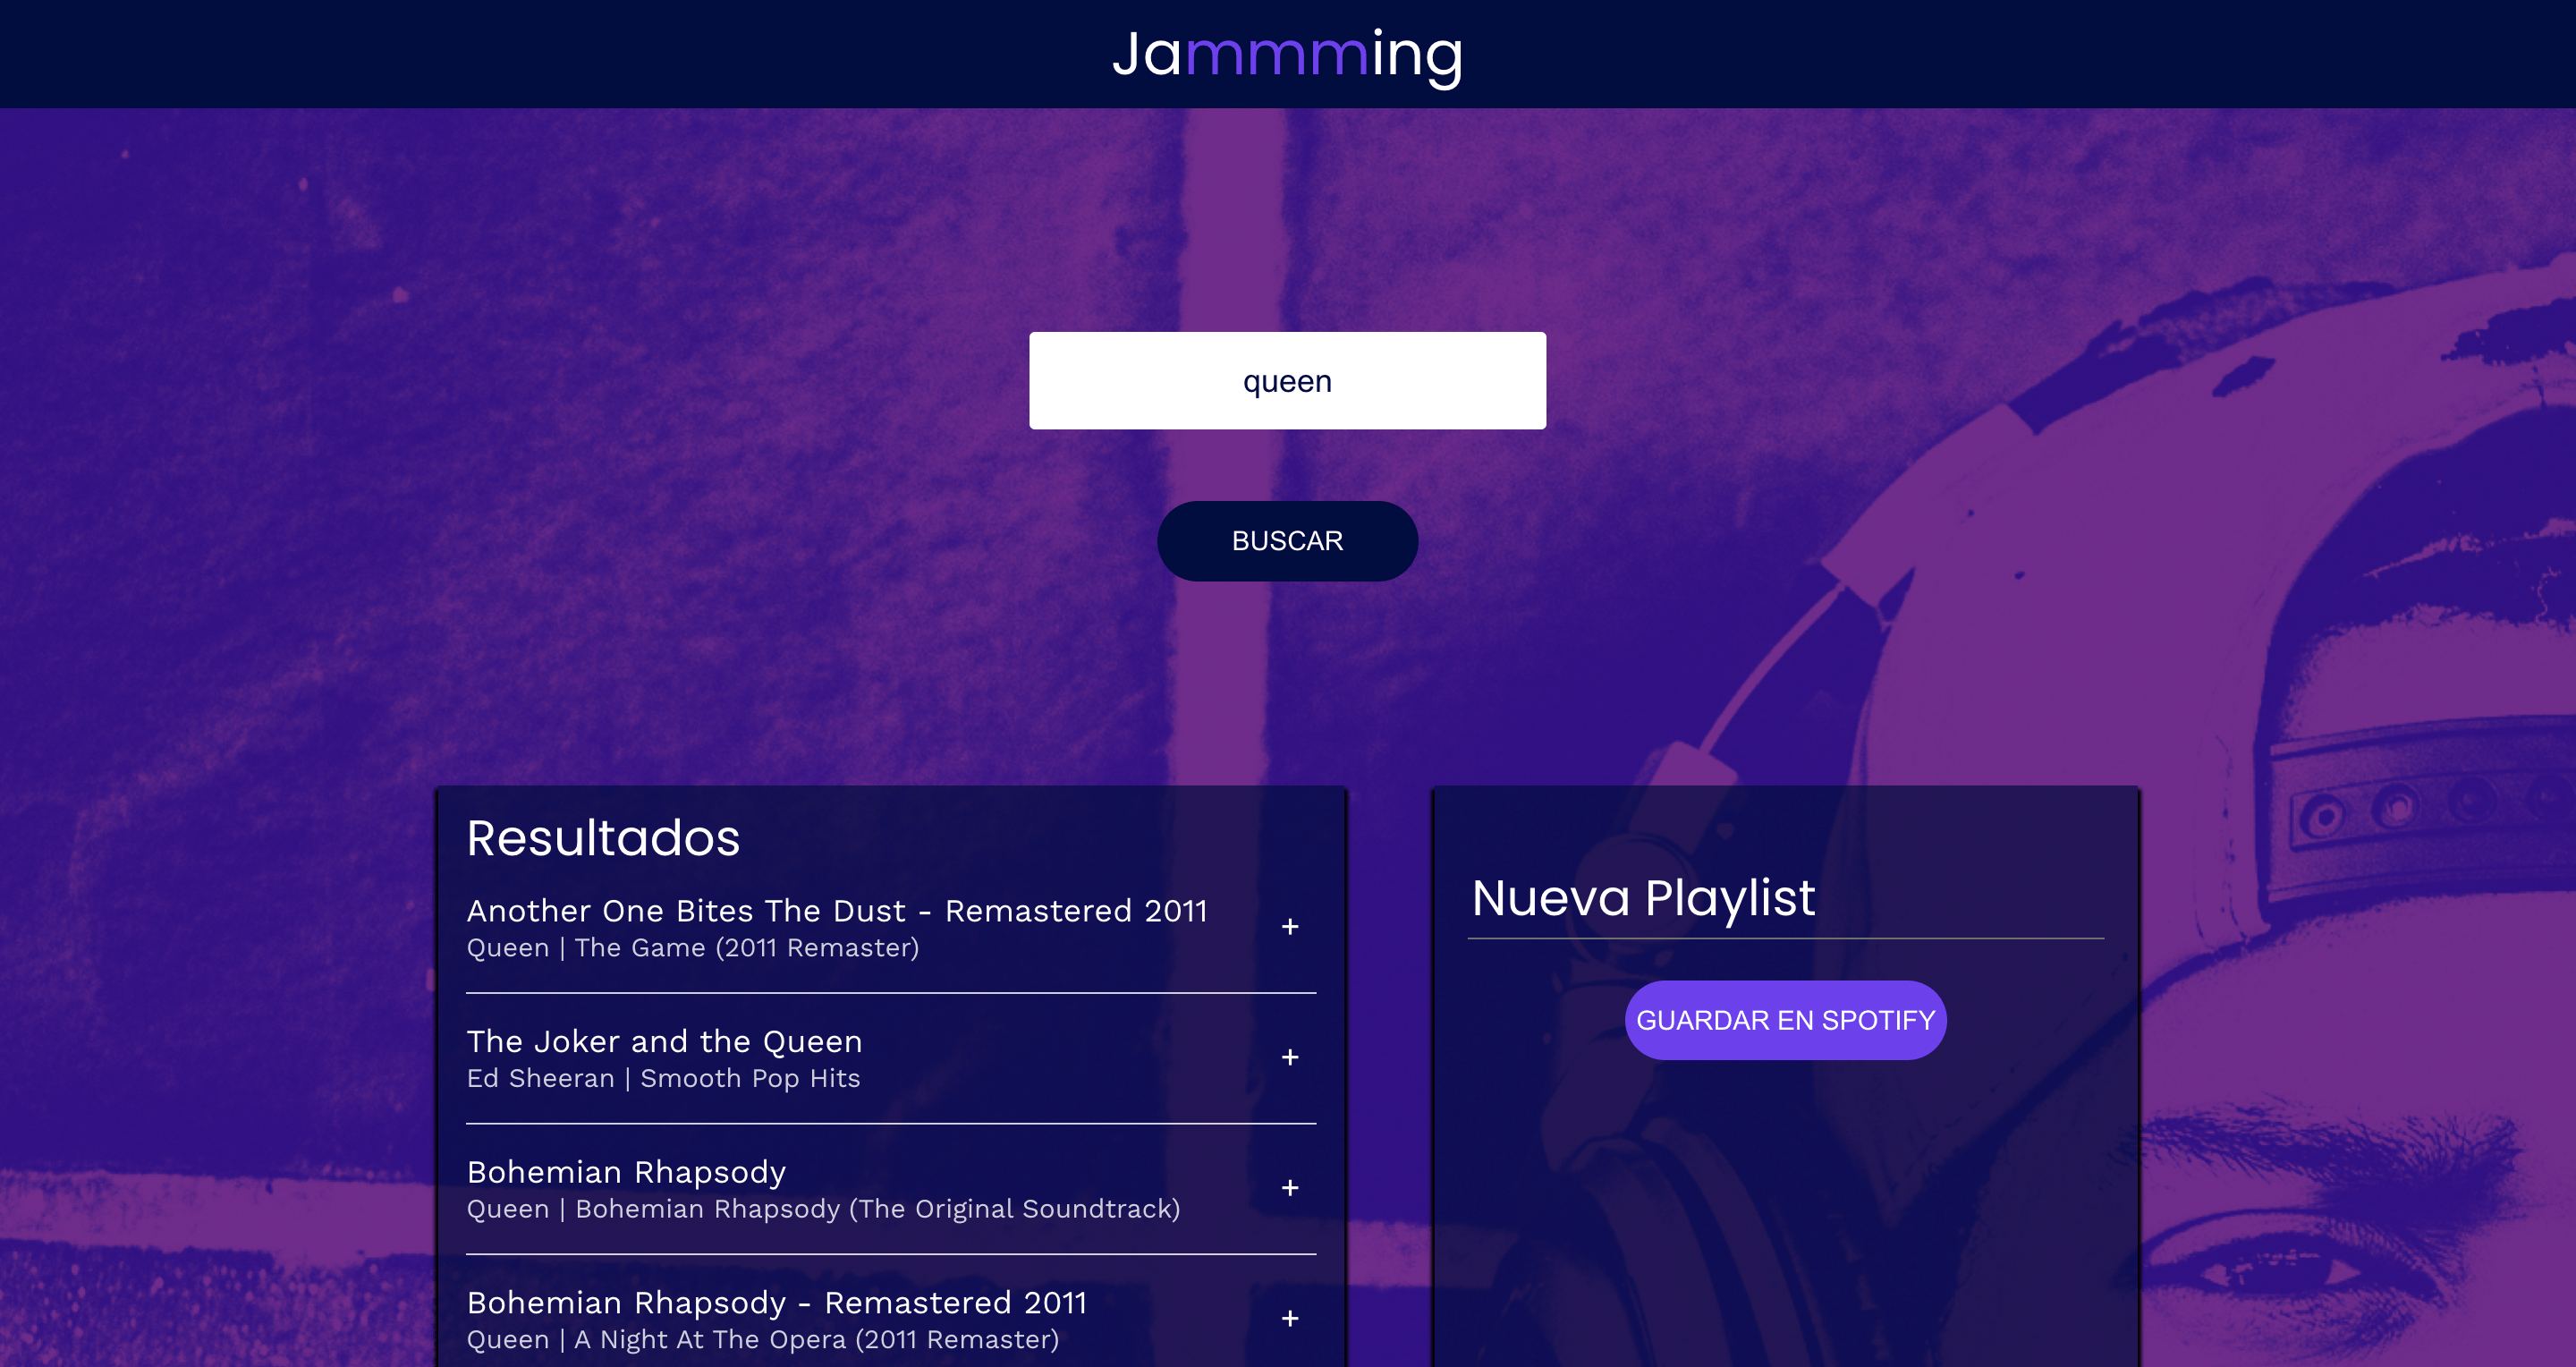 Jammming
queen
BUSCAR
Resultados
Another One Bites The Dust - Remastered 2011
Queen | The Game (2011 Remaster)
+
The Joker and the Queen
Ed Sheeran | Smooth Pop Hits
+
Bohemian Rhapsody
Queen | Bohemian Rhapsody (The Original Soundtrack)
+
Bohemian Rhapsody - Remastered 2011
Queen | A Night At The Opera (2011 Remaster)
+
Nueva Playlist
GUARDAR EN SPOTIFY